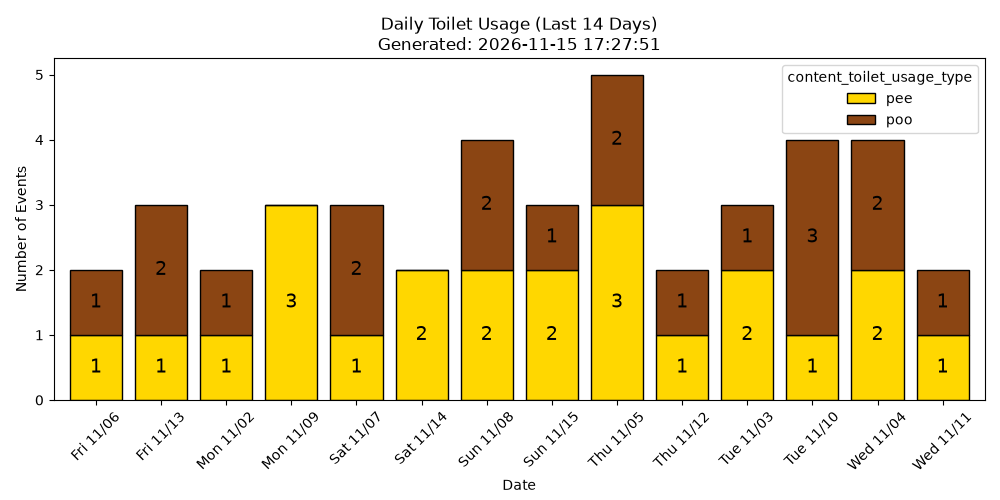 Daily Toilet Usage (Last 14 Days)
Generated: 2026-11-15 17:27:51
content_toilet_usage_type
pee
poo
Number of Events
5
4
3
2
1
0
1 2 1 2 2 1 2 1 1 3 2 1
1 1 1 3 1 2 2 2 3 1 2 1 2 1
Fri 11/06
Fri 11/13
Mon 11/02
Mon 11/09
Sat 11/07
Sat 11/14
Sun 11/08
Sun 11/15
Thu 11/05
Thu 11/12
Tue 11/03
Tue 11/10
Wed 11/04
Wed 11/11
Date